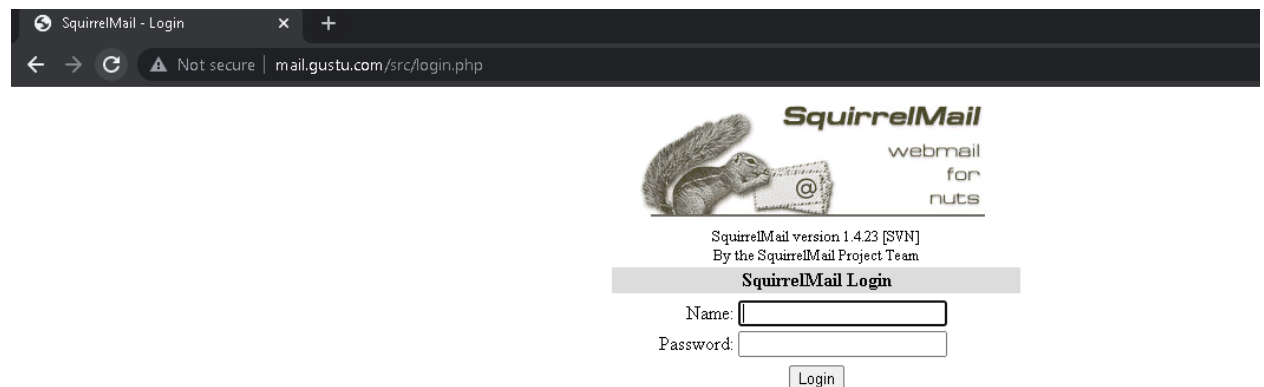 SquirrelMail - Login
Not secure | mail.gustu.com/src/login.php
SquirrelMail
webmail
for
nuts
@
SquirrelMail version 1.4.23 [SVN]
By the SquirrelMail Project Team
SquirrelMail Login
Name:
Password:
Login